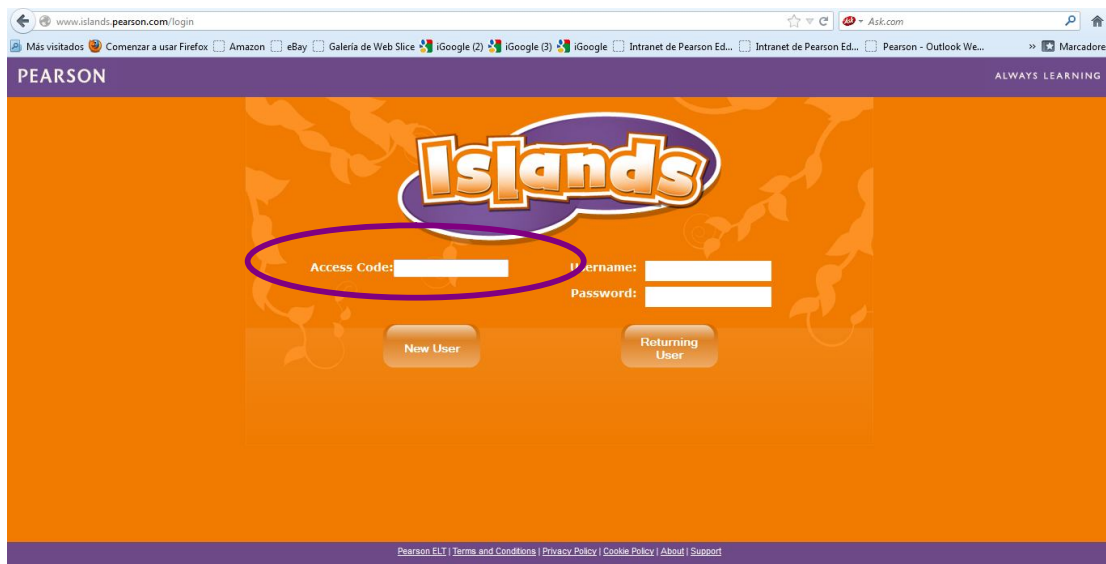 www.islands.pearson.com/login
Ask.com
Más visitados Comenzar a usar Firefox Amazon eBay Galería de Web Slice iGoogle (2) iGoogle (3) iGoogle Intranet de Pearson Ed... Intranet de Pearson Ed... Pearson - Outlook We... » Marcadore
PEARSON
ALWAYS LEARNING
Islands
Access Code:
Username:
Password:
New User
Returning
User
Pearson ELT | Terms and Conditions | Privacy Policy | Cookie Policy | About | Support